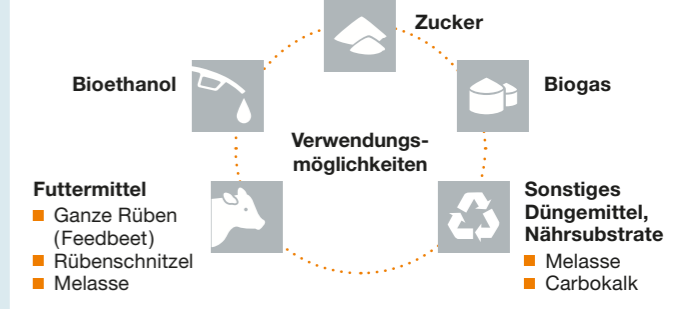 Zucker
Bioethanol
Biogas
Verwendungs-
möglichkeiten
Futtermittel
Ganze Rüben
(Feedbeet)
Rübenschnitzel
Melasse
Sonstiges
Düngemittel,
Nährsubstrate
Melasse
Carbokalk